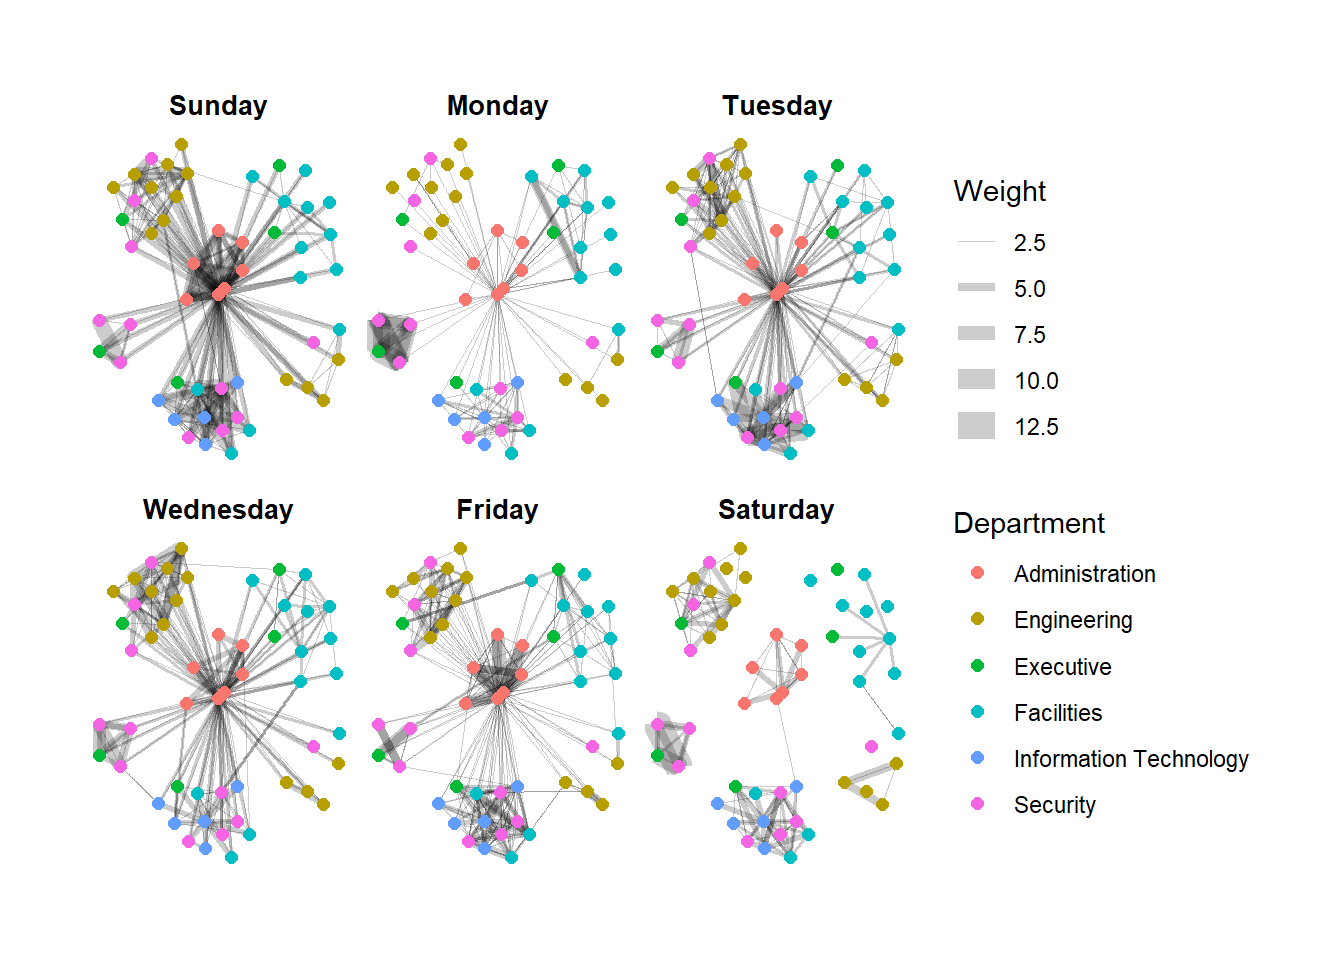 Sunday
Monday
Tuesday
Wednesday
Friday
Saturday
Weight
2.5
5.0
7.5
10.0
12.5
Department
Administration
Engineering
Executive
Facilities
Information Technology
Security